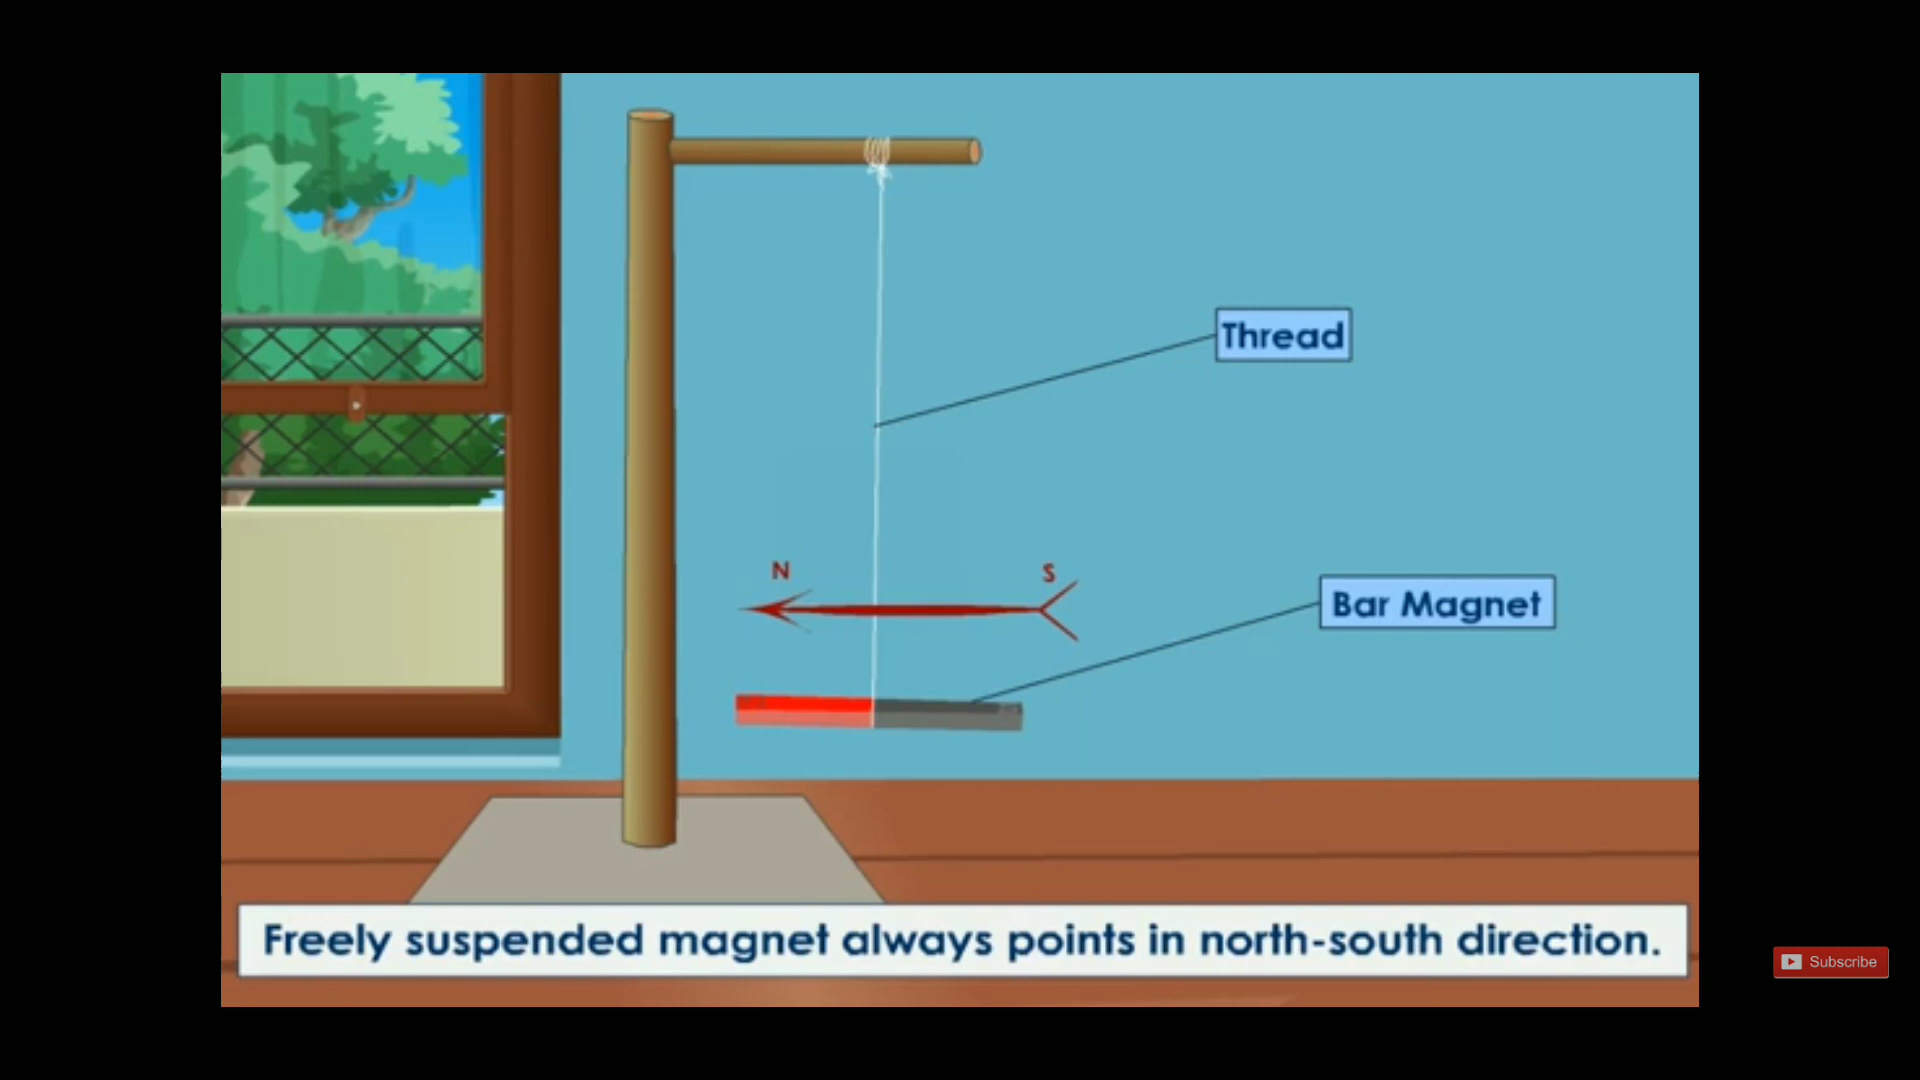 Thread
N
S
Bar Magnet
Freely suspended magnet always points in north-south direction.
Subscribe